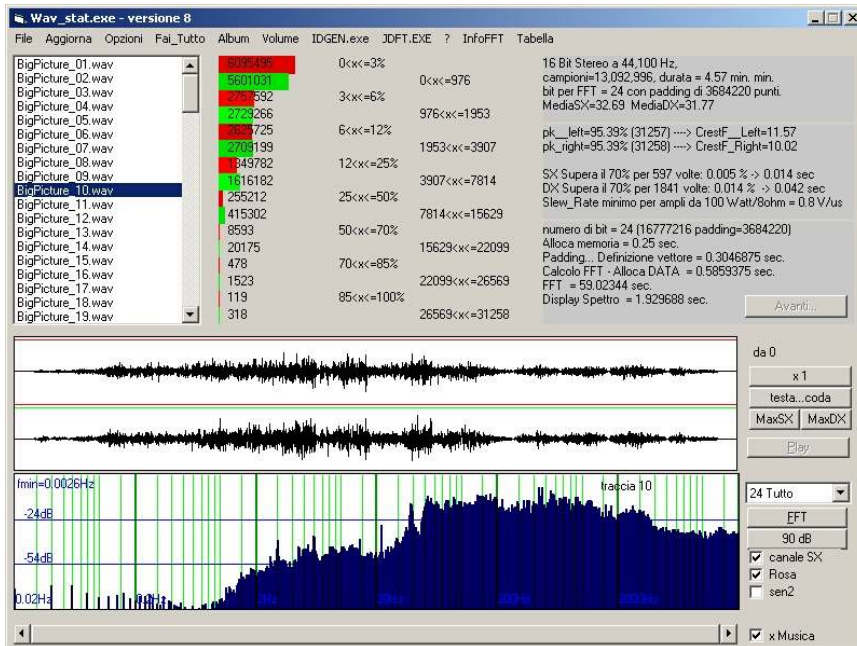 Wav_stat.exe - versione 8
File Aggiorna Opzioni Fai_Tutto Album Volume IDGEN.exe JDFT.EXE ? InfoFFT Tabella
BigPicture_01.wav
BigPicture_02.wav
BigPicture_03.wav
BigPicture_04.wav
BigPicture_05.wav
BigPicture_06.wav
BigPicture_07.wav
BigPicture_08.wav
BigPicture_09.wav
BigPicture_10.wav
BigPicture_11.wav
BigPicture_12.wav
BigPicture_13.wav
BigPicture_14.wav
BigPicture_15.wav
BigPicture_16.wav
BigPicture_17.wav
BigPicture_18.wav
BigPicture_19.wav
6095495 0<x<=3%
5601031 0<x<=976
2757592 3<x<=6%
2729266 976<x<=1953
2625725 6<x<=12%
2709199 1953<x<=3907
1349782 12<x<=25%
1616182 3907<x<=7814
255212 25<x<=50%
415302 7814<x<=15629
8593 50<x<=70%
20175 15629<x<=22099
478 70<x<=85%
1523 22099<x<=26569
119 85<x<=100%
318 26569<x<=31258
16 Bit Stereo a 44,100 Hz,
campioni=13,092,996, durata = 4.57 min. min.
bit per FFT = 24 con padding di 3684220 punti.
MediaSX=32.69 MediaDX=31.77
pk__left=95.39% (31257) ----> CrestF__Left=11.57
pk_right=95.39% (31258) ----> CrestF_Right=10.02
SX Supera il 70% per 597 volte: 0.005 % -> 0.014 sec
DX Supera il 70% per 1841 volte: 0.014 % -> 0.042 sec
Slew_Rate minimo per ampli da 100 Watt/8ohm = 0.8 V/us
numero di bit = 24 (16777216 padding=3684220)
Alloca memoria = 0.25 sec.
Padding... Definizione vettore = 0.3046875 sec.
Calcolo FFT - Alloca DATA = 0.5859375 sec.
FFT = 59.02344 sec.
Display Spettro = 1.929688 sec.
Avanti...
da 0
x 1
testa...coda
MaxSX MaxDX
Play
fmin=0.0026Hz
traccia 10
-24dB
-54dB
0.02Hz 0.2Hz 2Hz 20Hz 200Hz 2000Hz
24 Tutto
FFT
90 dB
canale SX
Rosa
sen2
x Musica